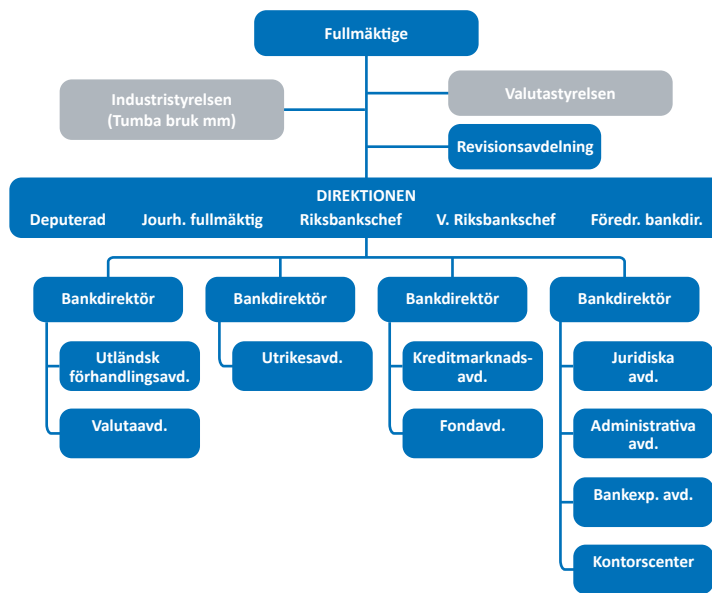 Fullmäktige
Industristyrelsen
(Tumba bruk mm)
Valutastyrelsen
Revisionsavdelning
DIREKTIONEN
Deputerad Jourh. fullmäktig Riksbankschef V. Riksbankschef Föredr. bankdir.
Bankdirektör Bankdirektör Bankdirektör Bankdirektör
Utländsk
förhandlingsavd.
Utrikesavd.
Kreditmarknads-
avd.
Juridiska
avd.
Valutaavd.
Fondavd.
Administrativa
avd.
Bankexp. avd.
Kontorscenter